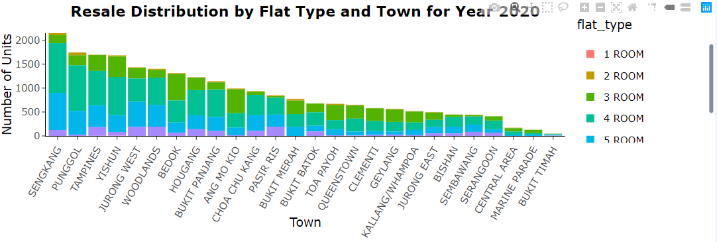 Resale Distribution by Flat Type and Town for Year 2020
flat_type
1 ROOM
2 ROOM
3 ROOM
4 ROOM
5 ROOM
Number of Units
2000
1500
1000
500
0
SENGKANG
PUNGGOL
TAMPINES
YISHUN
JURONG WEST
WOODLANDS
BEDOK
HOUGANG
BUKIT PANJANG
ANG MO KIO
CHOA CHU KANG
PASIR RIS
BUKIT MERAH
BUKIT BATOK
TOA PAYOH
QUEENSTOWN
CLEMENTI
GEYLANG
KALLANG/WHAMPOA
JURONG EAST
BISHAN
SEMBAWANG
SERANGOON
CENTRAL AREA
MARINE PARADE
BUKIT TIMAH
Town